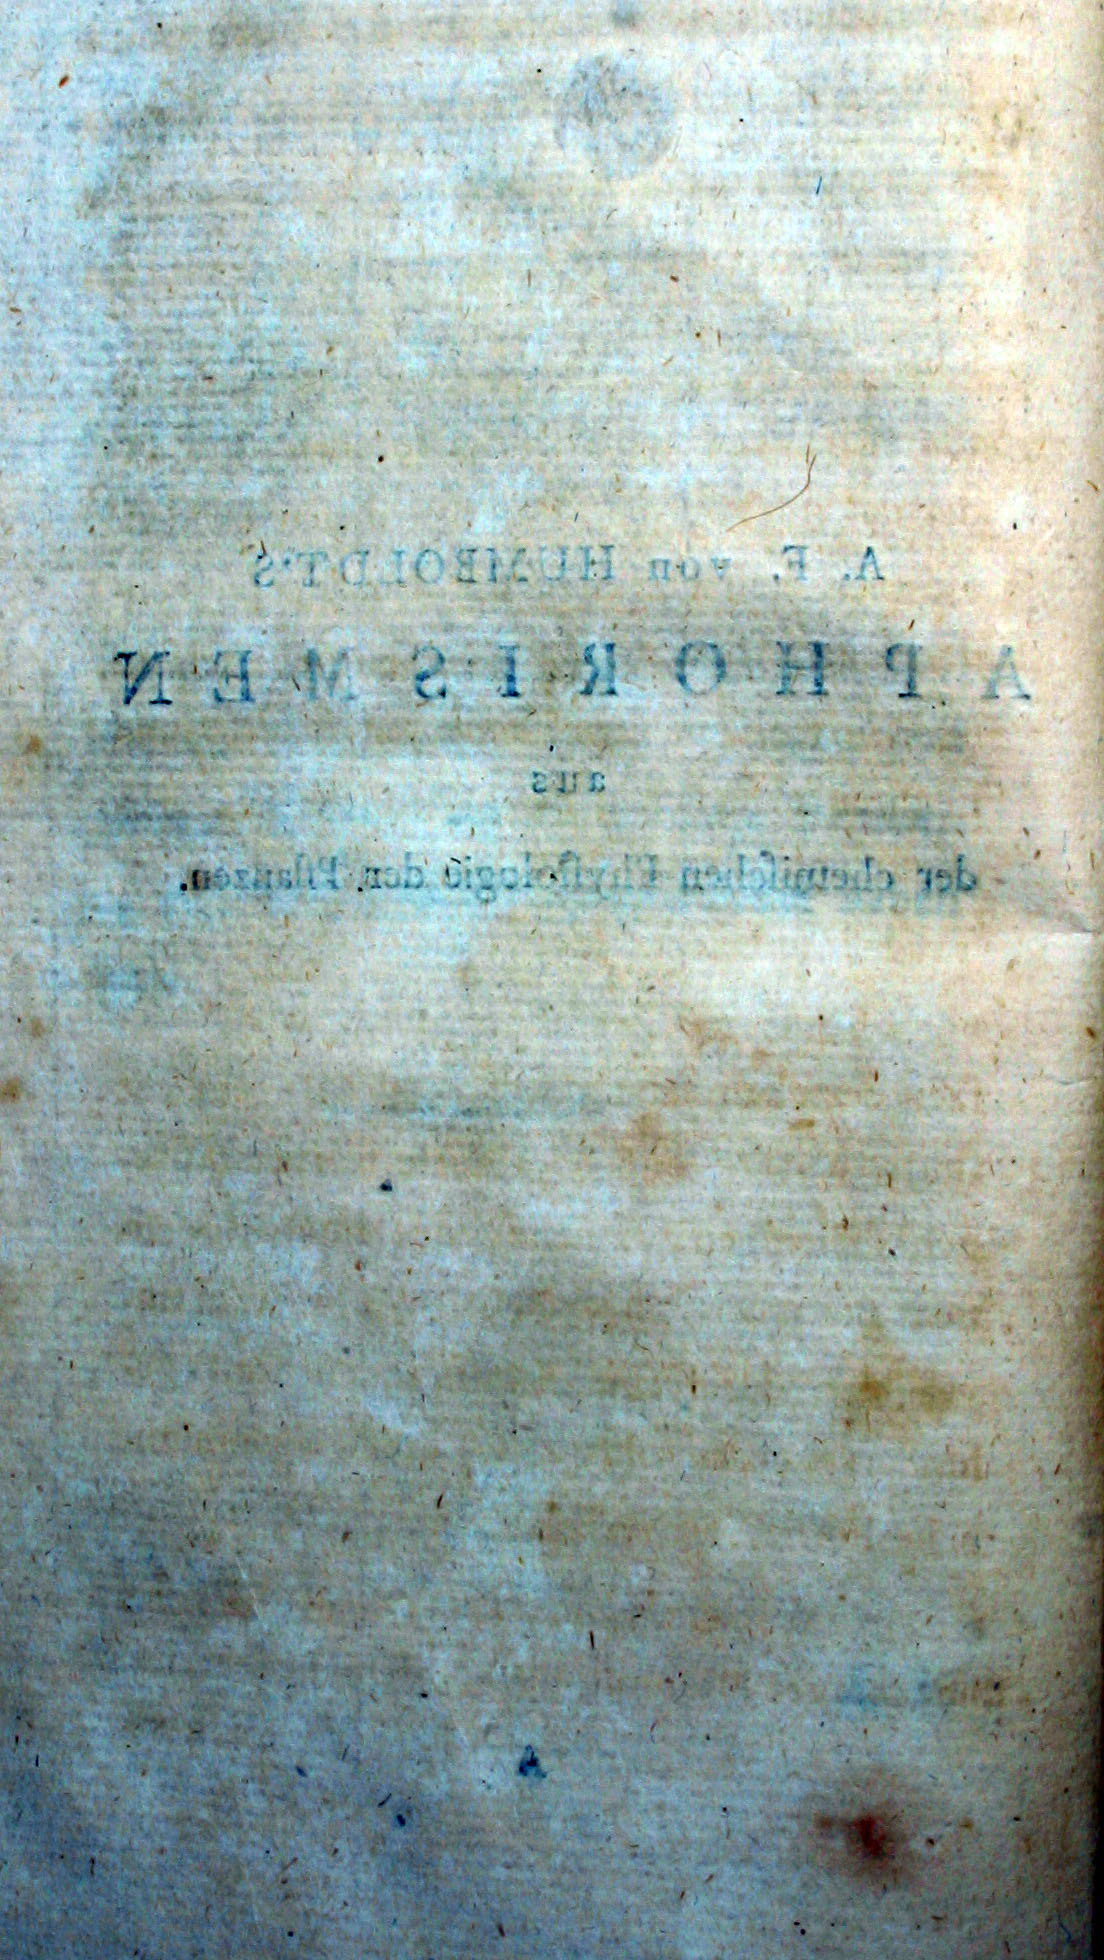 A. F. von HUMBOLDT'S
APHORISMEN
aus
der chemiſchen Phyſiologie der Pflanzen.
A